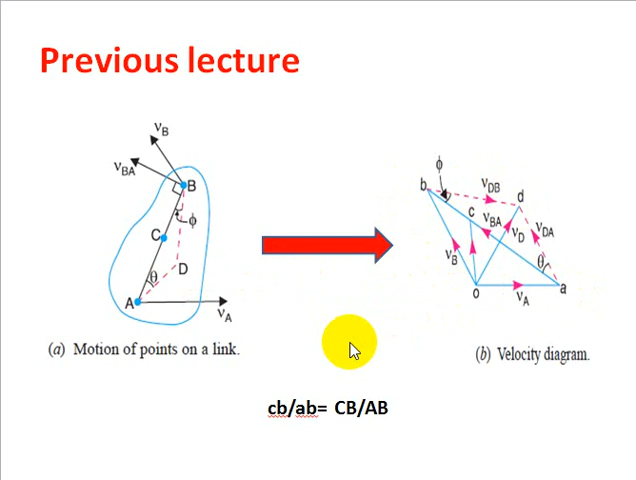 Previous lecture
vB
vBA
B
ϕ
C
D
θ
A
vA
ϕ
b
vDB
d
c
vBA
vD
vDA
vB
θ
o
vA
a
(a) Motion of points on a link.
(b) Velocity diagram.
cb/ab= CB/AB